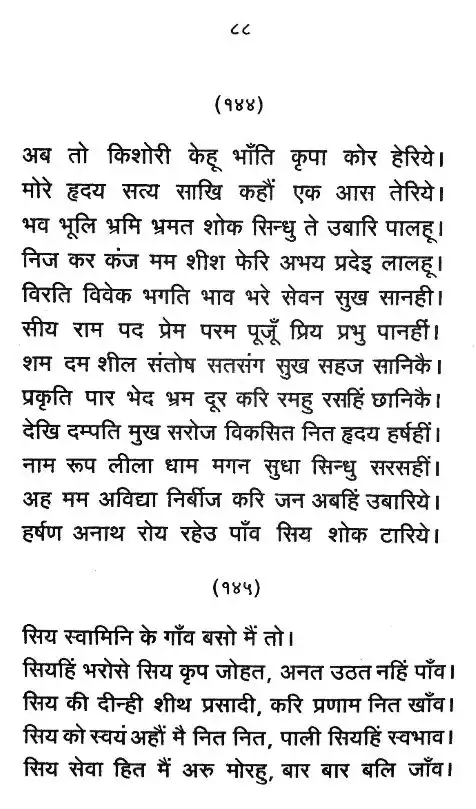 ८८
(१४४)
अब तो किशोरी केहू भाँति कृपा कोर हेरिये।
मोरे हृदय सत्य साखि कहौं एक आस तेरिये।
भव भूलि भ्रमि भ्रमत शोक सिन्धु ते उबारि पालहू।
निज कर कंज मम शीश फेरि अभय प्रदेइ लालहू।
विरति विवेक भगति भाव भरे सेवन सुख सानही।
सीय राम पद प्रेम परम पूजूँ प्रिय प्रभु पानहीं।
शम दम शील संतोष सतसंग सुख सहज सानिकै।
प्रकृति पार भेद भ्रम दूर करि रमहु रसहिं छानिकै।
देखि दम्पति मुख सरोज विकसित नित हृदय हर्षहीं।
नाम रूप लीला धाम मगन सुधा सिन्धु सरसहीं।
अह मम अविद्या निर्बीज करि जन अबहिं उबारिये।
हर्षण अनाथ रोय रहेउ पाँव सिय शोक टारिये।
(१४५)
सिय स्वामिनि के गाँव बसो मैं तो।
सियहिं भरोसे सिय कृप जोहत, अनत उठत नहिं पाँव।
सिय की दीन्ही शीथ प्रसादी, करि प्रणाम नित खाँव।
सिय को स्वयं अहौं मै नित नित, पाली सियहिं स्वभाव।
सिय सेवा हित मैं अरु मोरहु, बार बार बलि जाँव।